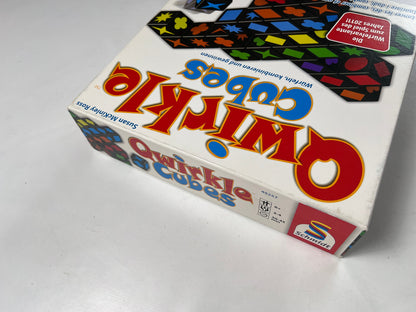 Die
Würfelvariante
zum Spiel des
Jahres 2011!
Würfeln, kombinieren und gewinnen
Qwirkle
Cubes
Susan McKinley Ross
Qwirkle
Cubes
Schmidt